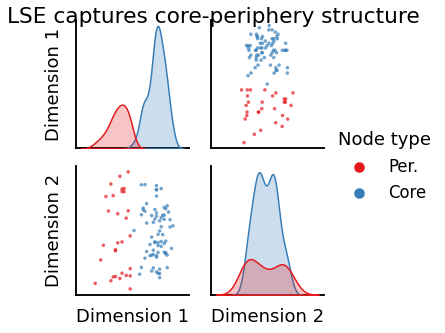 LSE captures core-periphery structure
Dimension 1
Node type
Per.
Core
Dimension 2
Dimension 1
Dimension 2